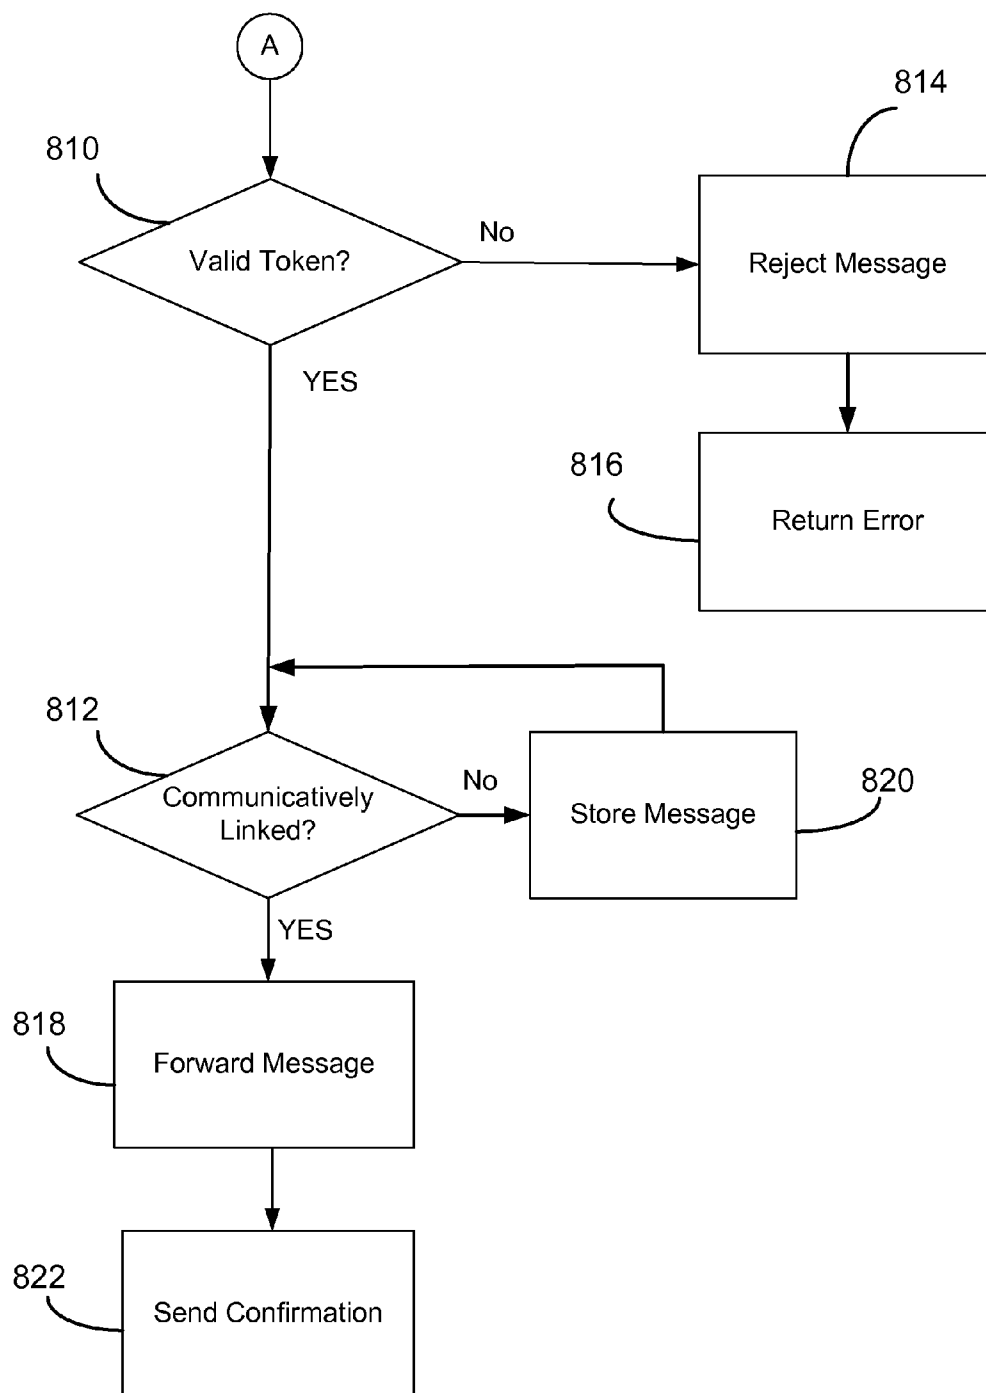 A
814
810
No
Valid Token?
Reject Message
YES
816
Return Error
812
No
Communicatively
Linked?
Store Message
820
YES
818
Forward Message
822
Send Confirmation